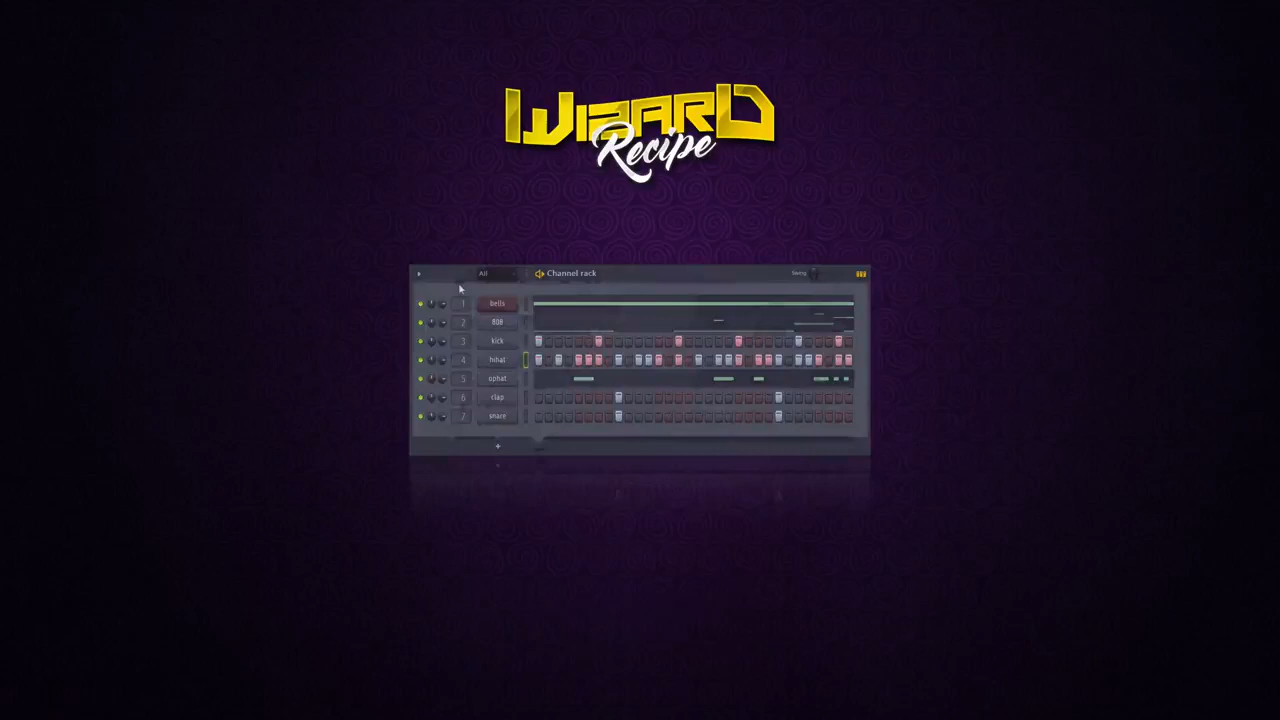 WIZARD
Recipe
All Channel rack Swing
1 bells
2 808
3 kick
4 hihat
5 ophat
6 clap
7 snare
+